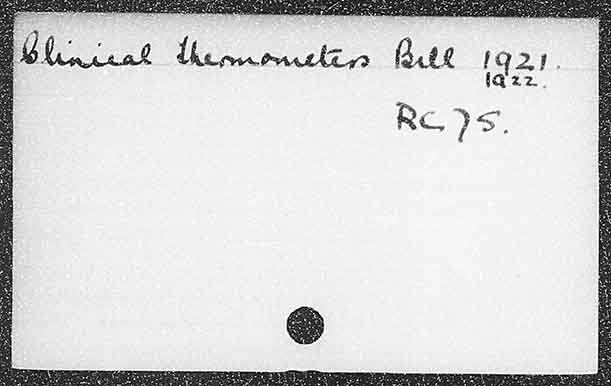 Clinical thermometers Bill 1921.
1922.
RC 75.